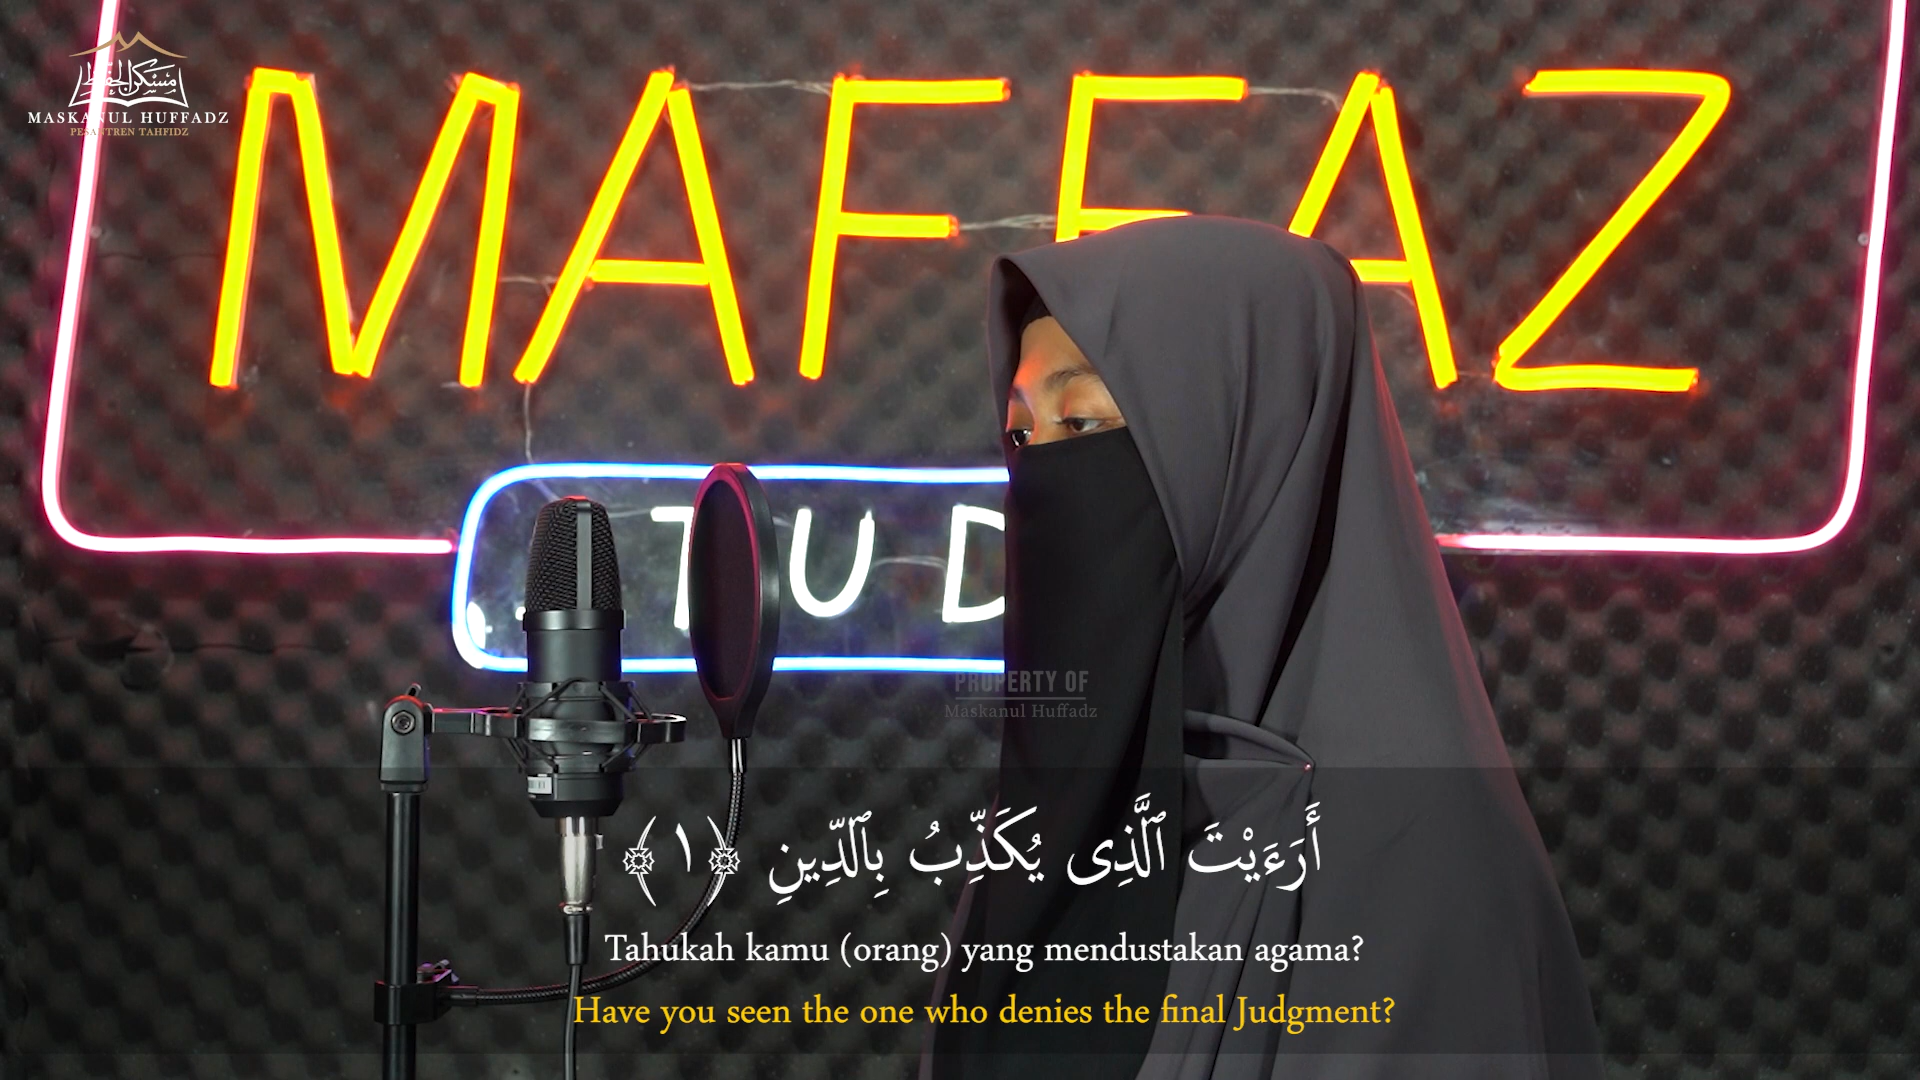 مسكن الحفاظ
MASKANUL HUFFADZ
PESANTREN TAHFIDZ
MAFFAZ
TUD
PROPERTY OF
Maskanul Huffadz
أَرَءَيْتَ ٱلَّذِى يُكَذِّبُ بِٱلدِّينِ ﴿١﴾
Tahukah kamu (orang) yang mendustakan agama?
Have you seen the one who denies the final Judgment?